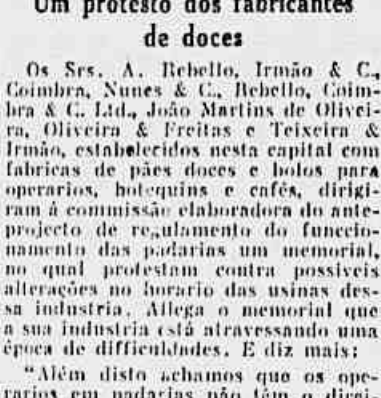 Um protesto dos fabricantes
de doces
Os Srs. A. Rebello, Irmão & C.,
Coimbra, Nunes & C., Rebello, Coim-
bra & C. Ltd., João Martins de Olivei-
ra, Oliveira & Freitas e Teixeira &
Irmão, estabelecidos nesta capital com
fabricas de pães doces e bolos para
operarios, botequins e cafés, dirigi-
ram á commissão elaboradora do ante-
projecto de regulamento do funccio-
namento das padarias um memorial,
no qual protestam contra possiveis
alterações no horario das usinas des-
sa industria. Allega o memorial que
a sua industria está atravessando uma
época de difficuldades. E diz mais:
"Além disto achamos que os ope-
rarios em padarias não têm o direi-